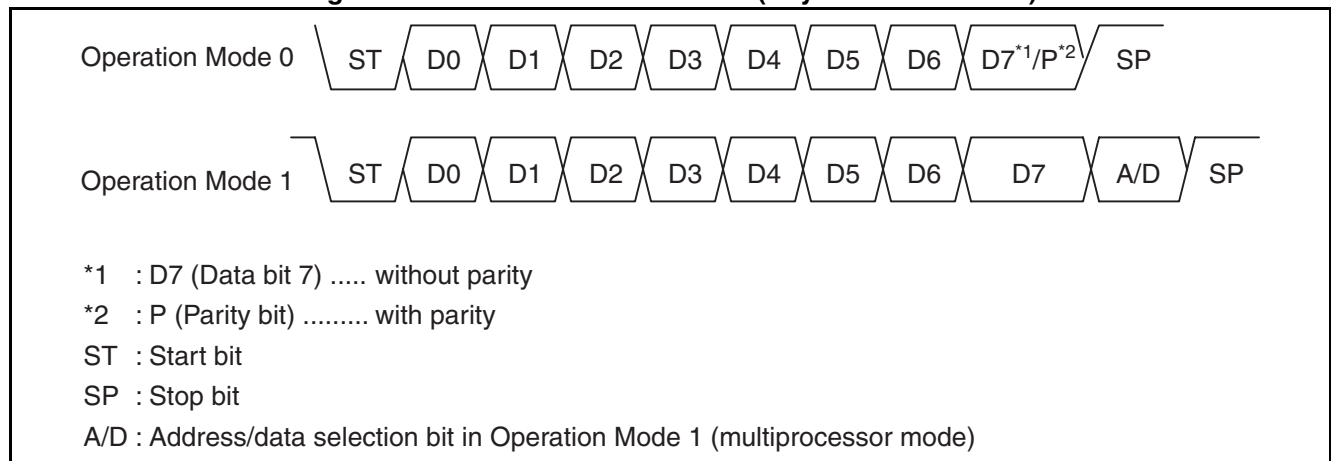 Operation Mode 0 ST D0 D1 D2 D3 D4 D5 D6 D7*1/P*2 SP
Operation Mode 1 ST D0 D1 D2 D3 D4 D5 D6 D7 A/D SP
*1 : D7 (Data bit 7) ..... without parity
*2 : P (Parity bit) ......... with parity
ST : Start bit
SP : Stop bit
A/D : Address/data selection bit in Operation Mode 1 (multiprocessor mode)